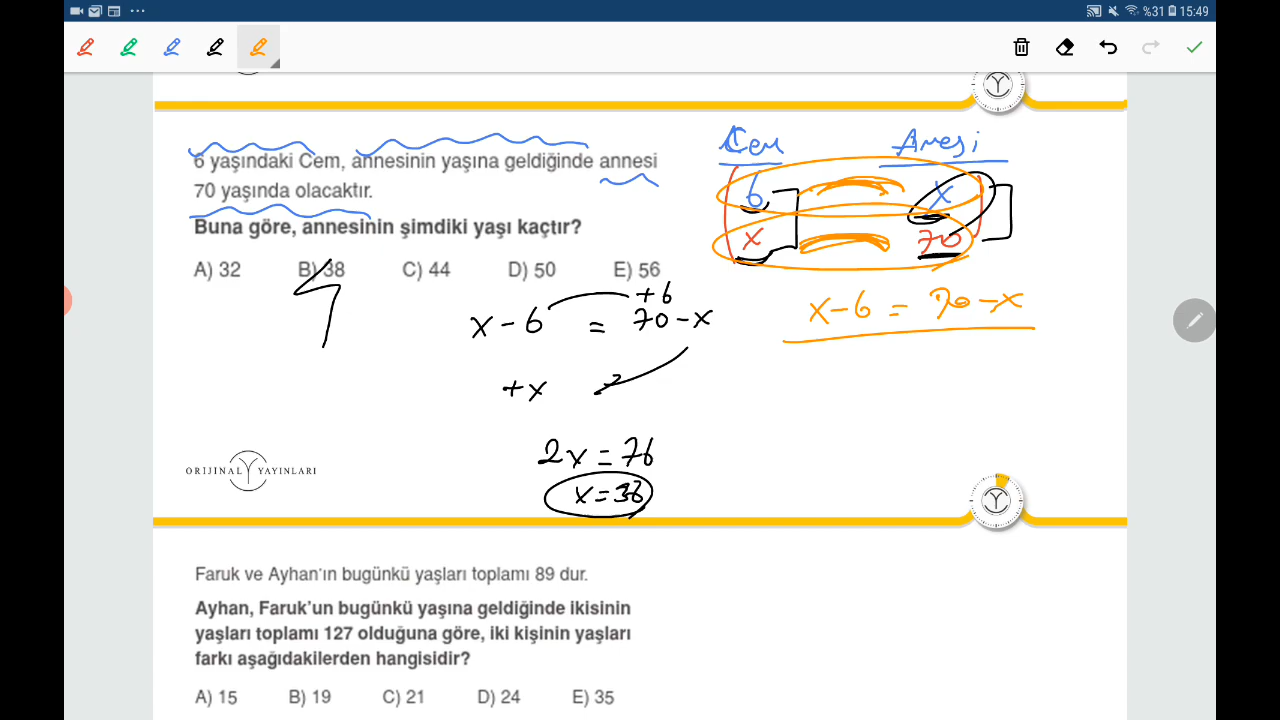 %31 15:49
6 yaşındaki Cem, annesinin yaşına geldiğinde annesi
70 yaşında olacaktır.
Buna göre, annesinin şimdiki yaşı kaçtır?
A) 32 B) 38 C) 44 D) 50 E) 56
Cem Annesi
6 x
x 70
x-6 = 70-x
+6
x-6 = 70-x
+x
2x=76
x=38
ORIJINAL Y YAYINLARI
Faruk ve Ayhan'ın bugünkü yaşları toplamı 89 dur.
Ayhan, Faruk'un bugünkü yaşına geldiğinde ikisinin
yaşları toplamı 127 olduğuna göre, iki kişinin yaşları
farkı aşağıdakilerden hangisidir?
A) 15 B) 19 C) 21 D) 24 E) 35